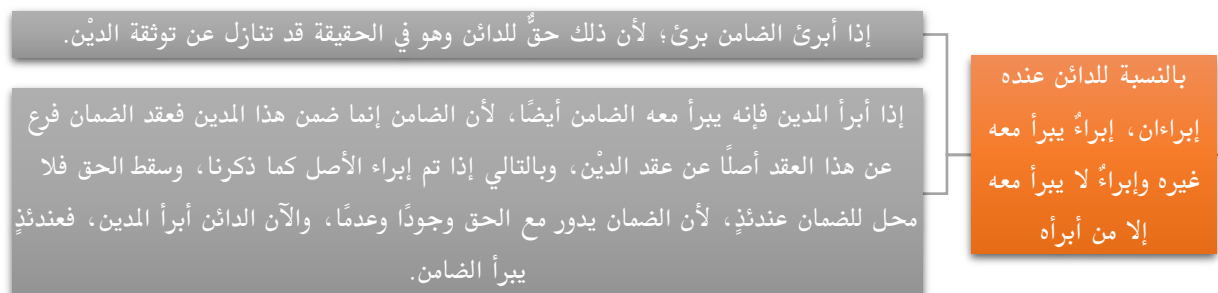 بالنسبة للدائن عنده
إبراءان، إبراءٌ يبرأ معه
غيره وإبراءٌ لا يبرأ معه
إلا من أبرأه
إذا أبرئ الضامن برئ؛ لأن ذلك حقٌّ للدائن وهو في الحقيقة قد تنازل عن توثقة الديْن.
إذا أبرأ المدين فإنه يبرأ معه الضامن أيضًا، لأن الضامن إنما ضمن هذا المدين فعقد الضمان فرع
عن هذا العقد أصلًا عن عقد الديْن، وبالتالي إذا تم إبراء الأصل كما ذكرنا، وسقط الحق فلا
محل للضمان عندئذٍ، لأن الضمان يدور مع الحق وجودًا وعدمًا، والآن الدائن أبرأ المدين، فعندئذٍ
يبرأ الضامن.